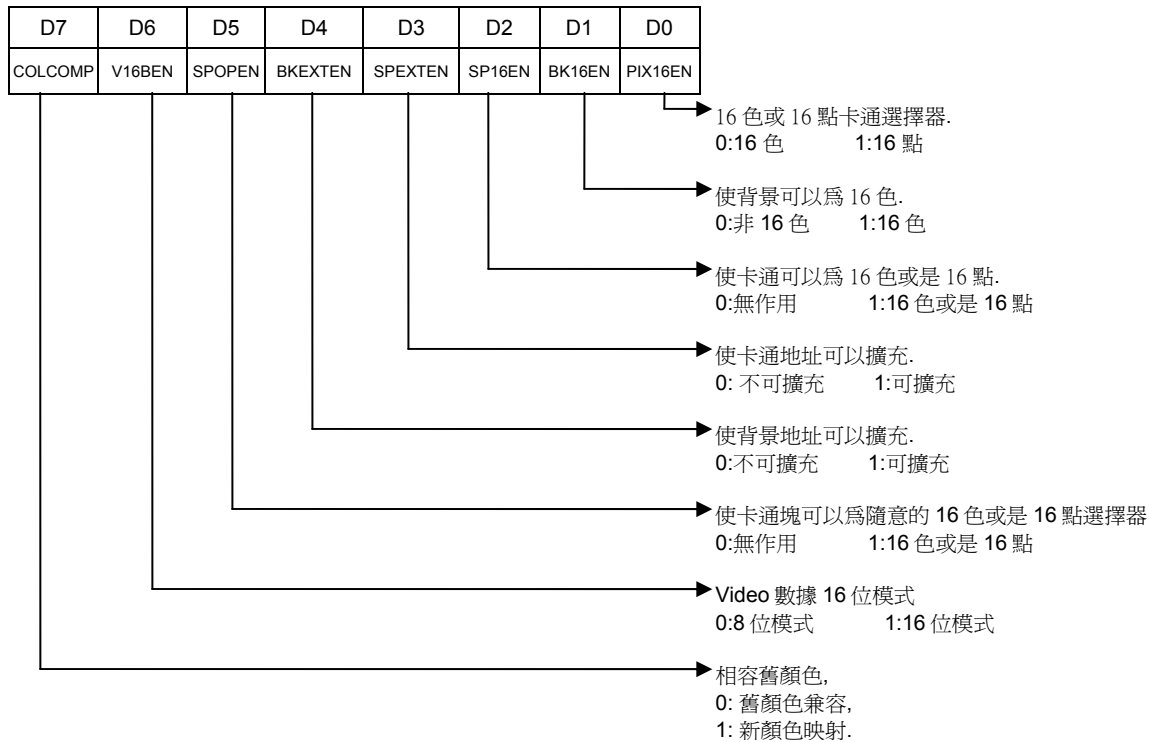 D7 D6 D5 D4 D3 D2 D1 D0
COLCOMP V16BEN SPOPEN BKEXTEN SPEXTEN SP16EN BK16EN PIX16EN
16 色或 16 點卡通選擇器.
0:16 色 1:16 點
使背景可以爲 16 色.
0:非 16 色 1:16 色
使卡通可以爲 16 色或是 16 點.
0:無作用 1:16 色或是 16 點
使卡通地址可以擴充.
0: 不可擴充 1:可擴充
使背景地址可以擴充.
0:不可擴充 1:可擴充
使卡通塊可以爲隨意的 16 色或是 16 點選擇器
0:無作用 1:16 色或是 16 點
Video 數據 16 位模式
0:8 位模式 1:16 位模式
相容舊顏色,
0: 舊顏色兼容,
1: 新顏色映射.